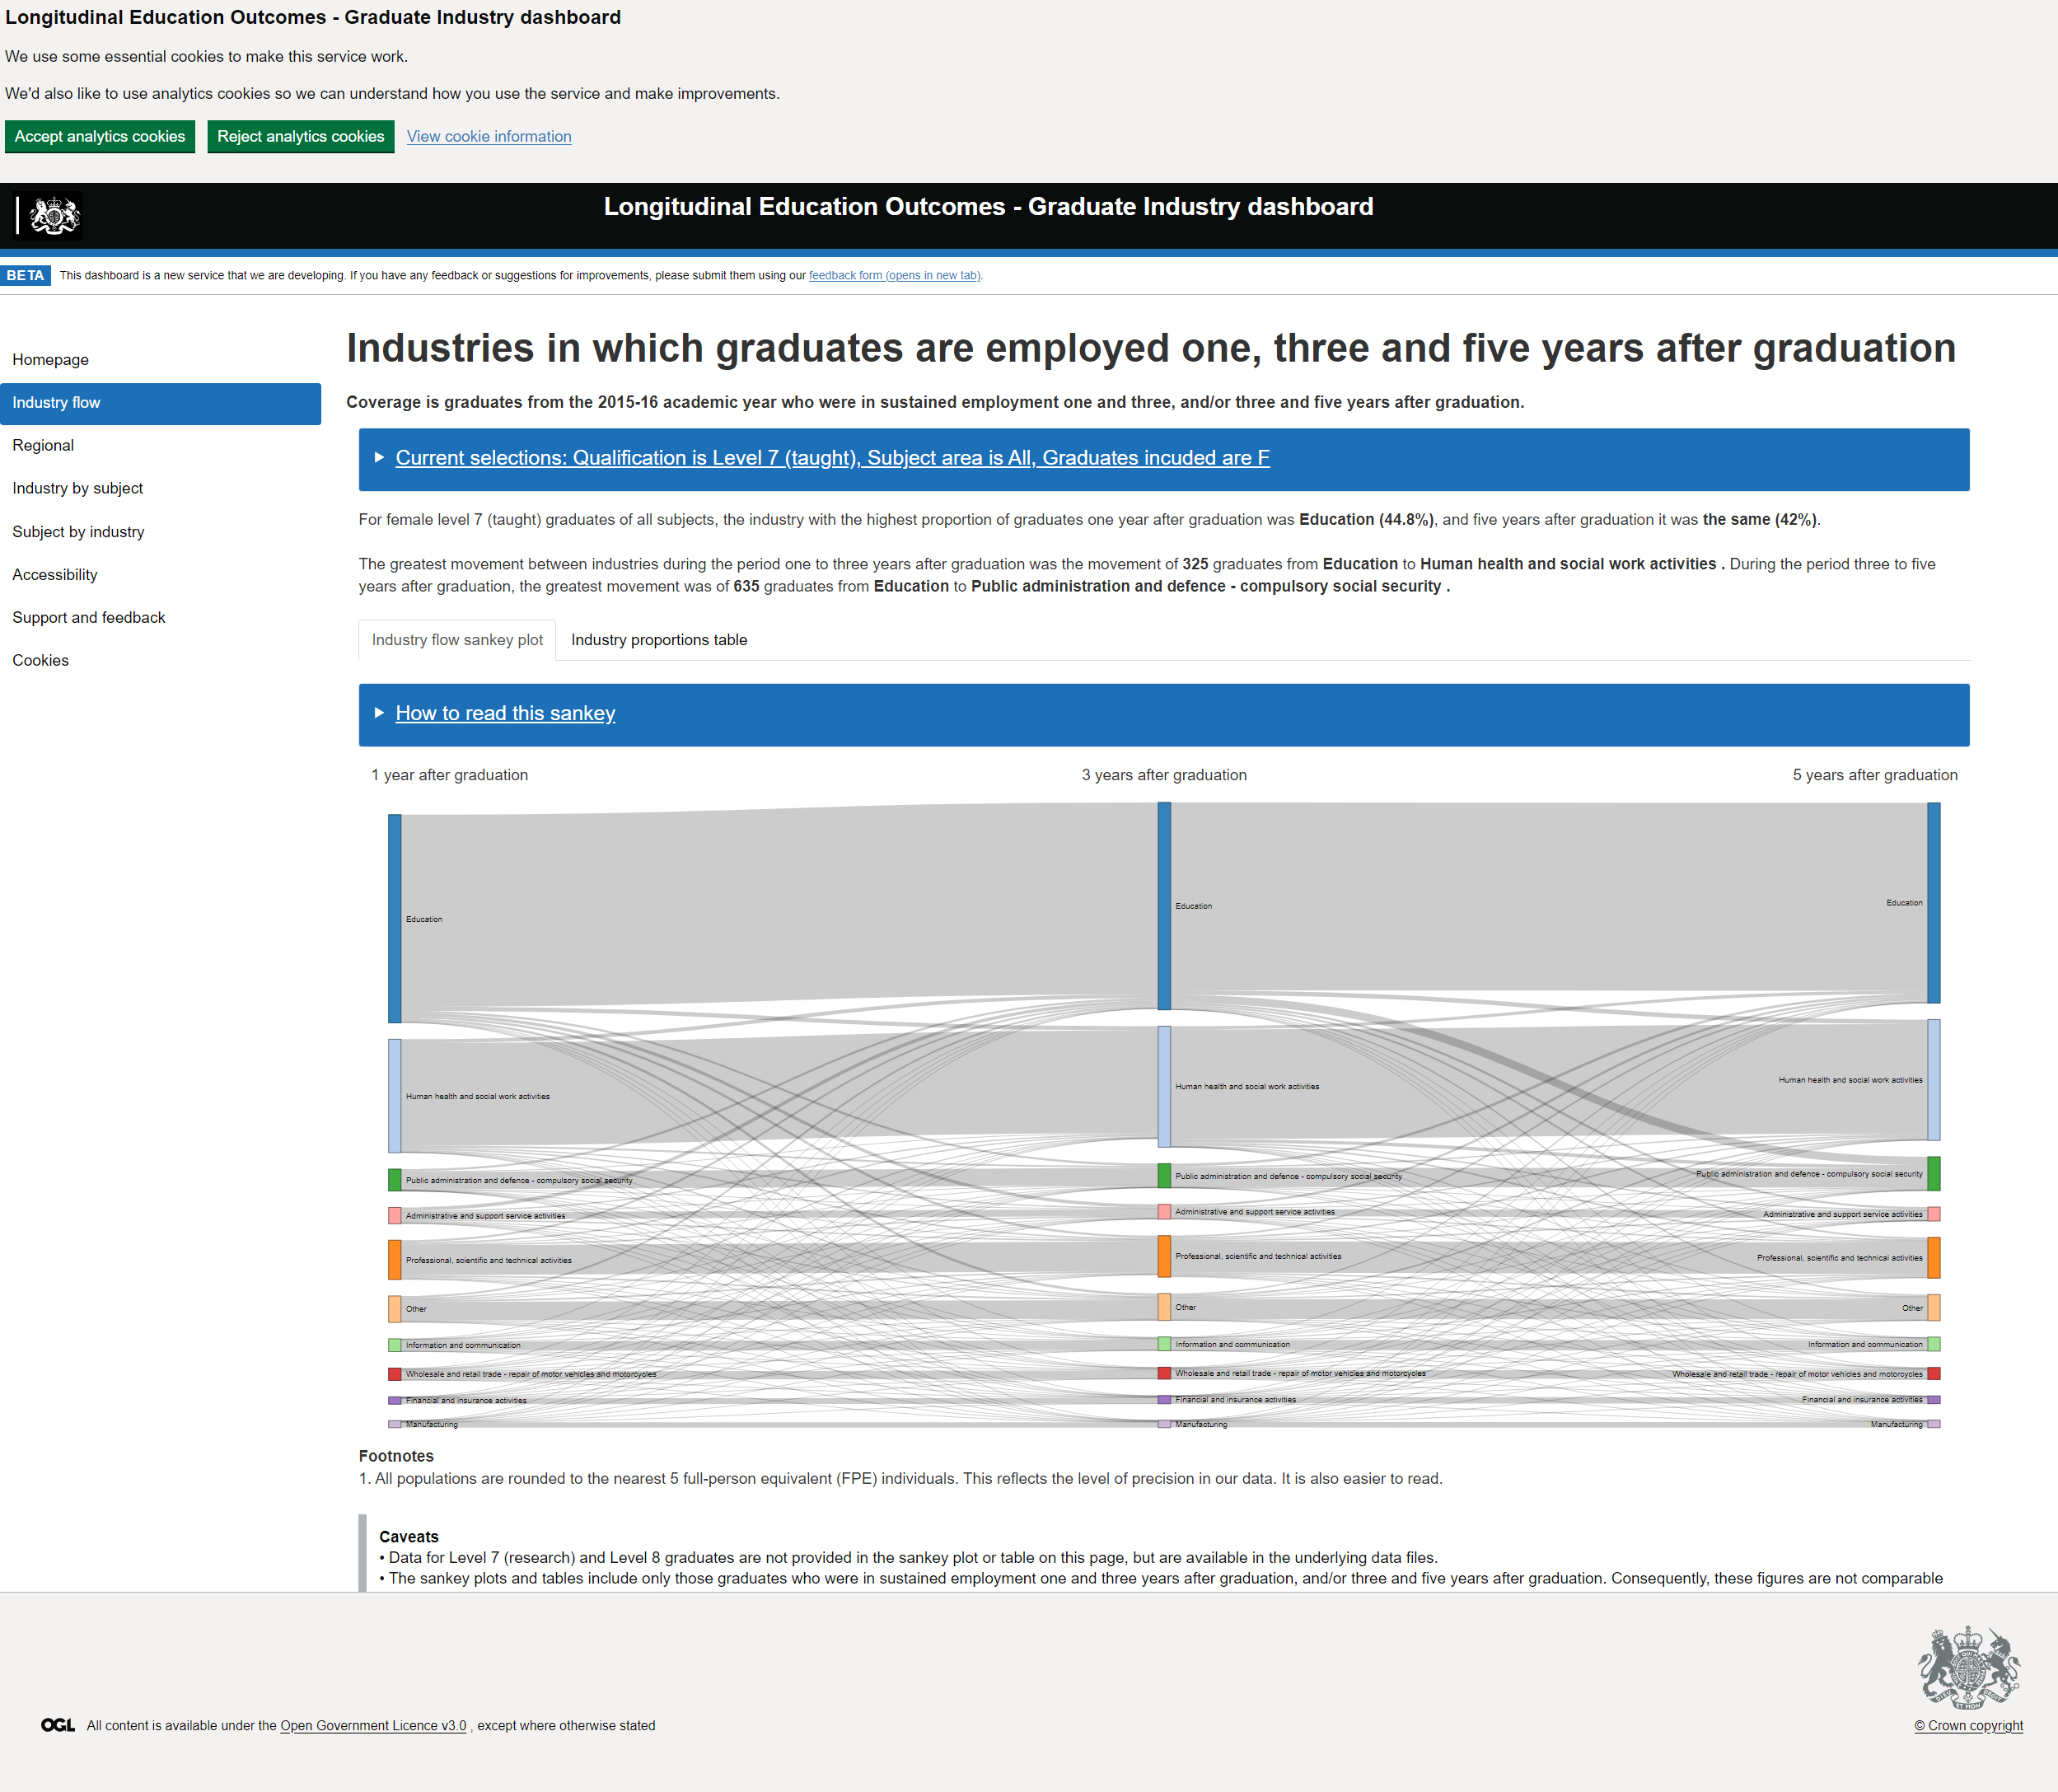 Longitudinal Education Outcomes - Graduate Industry dashboard
We use some essential cookies to make this service work.
We'd also like to use analytics cookies so we can understand how you use the service and make improvements.
Accept analytics cookies Reject analytics cookies View cookie information
Longitudinal Education Outcomes - Graduate Industry dashboard
BETA This dashboard is a new service that we are developing. If you have any feedback or suggestions for improvements, please submit them using our feedback form (opens in new tab).
Homepage
Industry flow
Regional
Industry by subject
Subject by industry
Accessibility
Support and feedback
Cookies
Industries in which graduates are employed one, three and five years after graduation
Coverage is graduates from the 2015-16 academic year who were in sustained employment one and three, and/or three and five years after graduation.
Current selections: Qualification is Level 7 (taught), Subject area is All, Graduates incuded are F
For female level 7 (taught) graduates of all subjects, the industry with the highest proportion of graduates one year after graduation was Education (44.8%), and five years after graduation it was the same (42%).
The greatest movement between industries during the period one to three years after graduation was the movement of 325 graduates from Education to Human health and social work activities . During the period three to five
years after graduation, the greatest movement was of 635 graduates from Education to Public administration and defence - compulsory social security .
Industry flow sankey plot Industry proportions table
How to read this sankey
1 year after graduation 3 years after graduation 5 years after graduation
Education
Human health and social work activities
Public administration and defence - compulsory social security
Administrative and support service activities
Professional, scientific and technical activities
Other
Information and communication
Wholesale and retail trade - repair of motor vehicles and motorcycles
Financial and insurance activities
Manufacturing
Education
Human health and social work activities
Public administration and defence - compulsory social security
Administrative and support service activities
Professional, scientific and technical activities
Other
Information and communication
Wholesale and retail trade - repair of motor vehicles and motorcycles
Financial and insurance activities
Manufacturing
Education
Human health and social work activities
Public administration and defence - compulsory social security
Administrative and support service activities
Professional, scientific and technical activities
Other
Information and communication
Wholesale and retail trade - repair of motor vehicles and motorcycles
Financial and insurance activities
Manufacturing
Footnotes
1. All populations are rounded to the nearest 5 full-person equivalent (FPE) individuals. This reflects the level of precision in our data. It is also easier to read.
Caveats
• Data for Level 7 (research) and Level 8 graduates are not provided in the sankey plot or table on this page, but are available in the underlying data files.
• The sankey plots and tables include only those graduates who were in sustained employment one and three years after graduation, and/or three and five years after graduation. Consequently, these figures are not comparable
OGL All content is available under the Open Government Licence v3.0 , except where otherwise stated
© Crown copyright